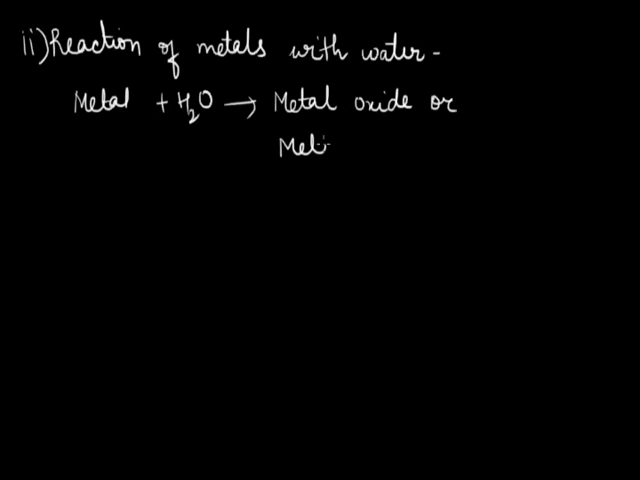 ii) Reaction of metals with water -
Metal + H₂O → Metal oxide or